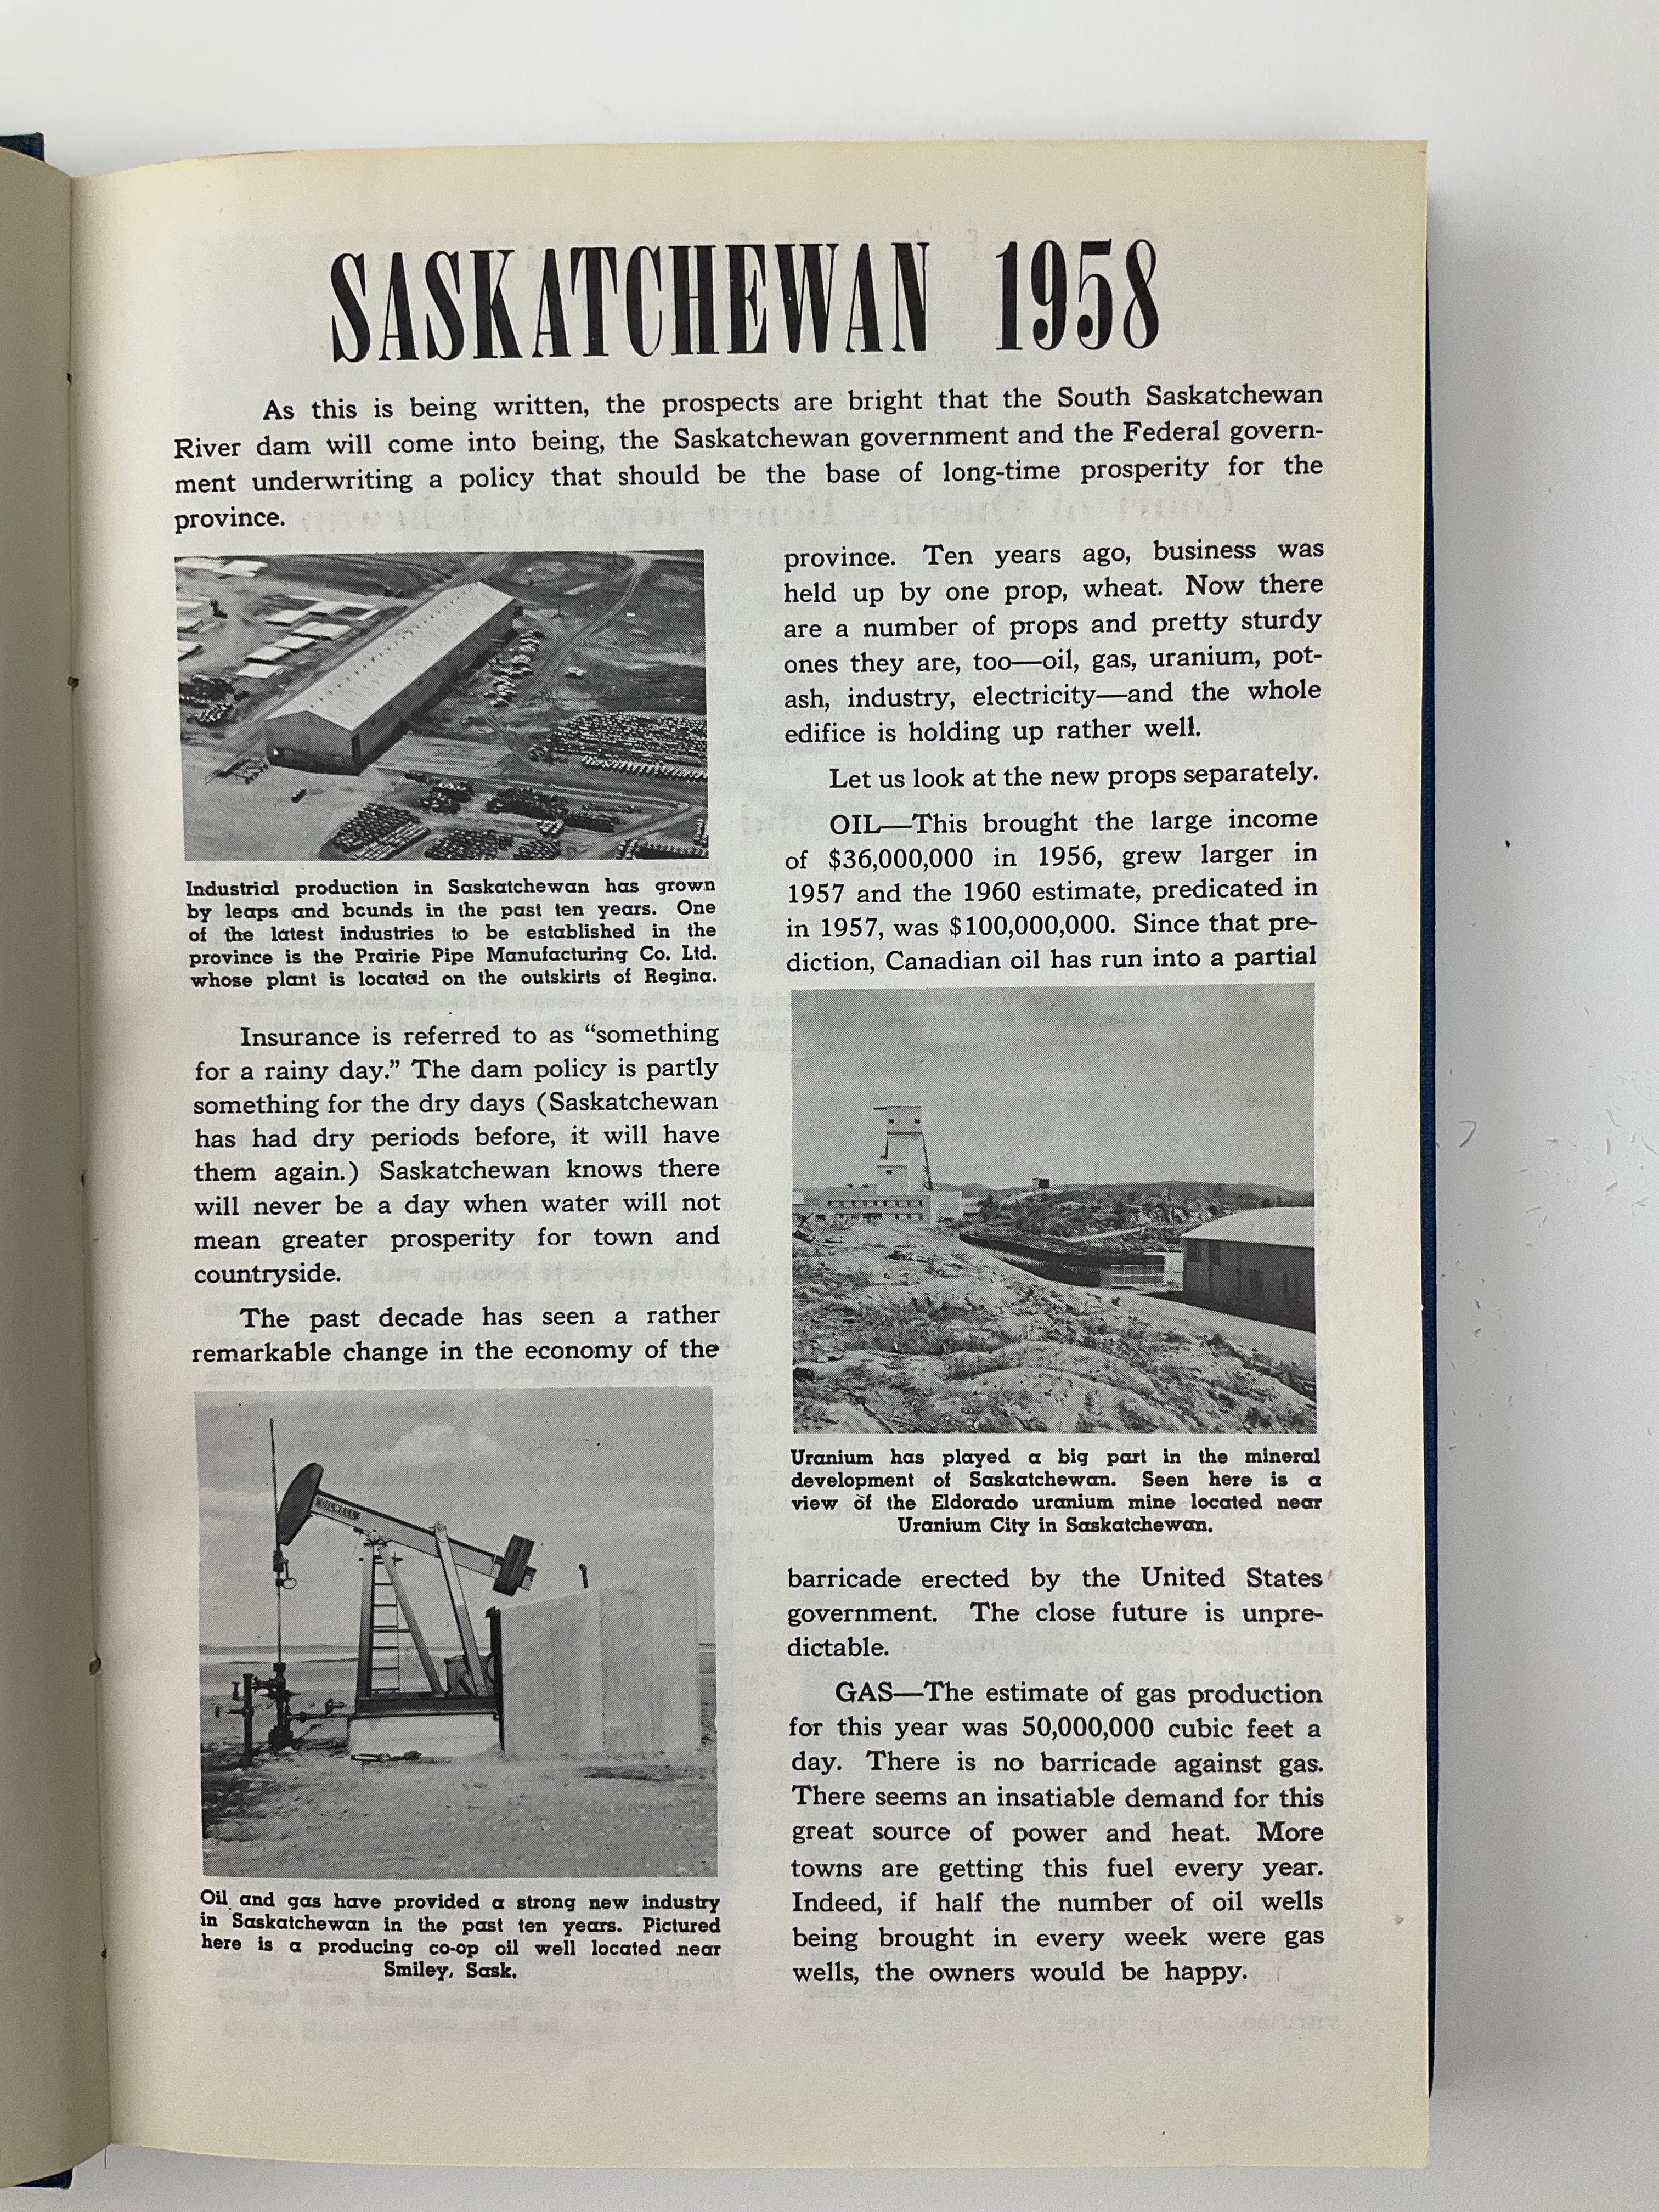 SASKATCHEWAN 1958
As this is being written, the prospects are bright that the South Saskatchewan
River dam will come into being, the Saskatchewan government and the Federal govern-
ment underwriting a policy that should be the base of long-time prosperity for the
province.
Industrial production in Saskatchewan has grown
by leaps and bounds in the past ten years. One
of the latest industries to be established in the
province is the Prairie Pipe Manufacturing Co. Ltd.
whose plant is located on the outskirts of Regina.
Insurance is referred to as “something
for a rainy day.” The dam policy is partly
something for the dry days (Saskatchewan
has had dry periods before, it will have
them again.) Saskatchewan knows there
will never be a day when water will not
mean greater prosperity for town and
countryside.
The past decade has seen a rather
remarkable change in the economy of the
OILWELL
Oil and gas have provided a strong new industry
in Saskatchewan in the past ten years. Pictured
here is a producing co-op oil well located near
Smiley, Sask.
province. Ten years ago, business was
held up by one prop, wheat. Now there
are a number of props and pretty sturdy
ones they are, too—oil, gas, uranium, pot-
ash, industry, electricity—and the whole
edifice is holding up rather well.
Let us look at the new props separately.
OIL—This brought the large income
of $36,000,000 in 1956, grew larger in
1957 and the 1960 estimate, predicated in
in 1957, was $100,000,000. Since that pre-
diction, Canadian oil has run into a partial
Uranium has played a big part in the mineral
development of Saskatchewan. Seen here is a
view of the Eldorado uranium mine located near
Uranium City in Saskatchewan.
barricade erected by the United States
government. The close future is unpre-
dictable.
GAS—The estimate of gas production
for this year was 50,000,000 cubic feet a
day. There is no barricade against gas.
There seems an insatiable demand for this
great source of power and heat. More
towns are getting this fuel every year.
Indeed, if half the number of oil wells
being brought in every week were gas
wells, the owners would be happy.